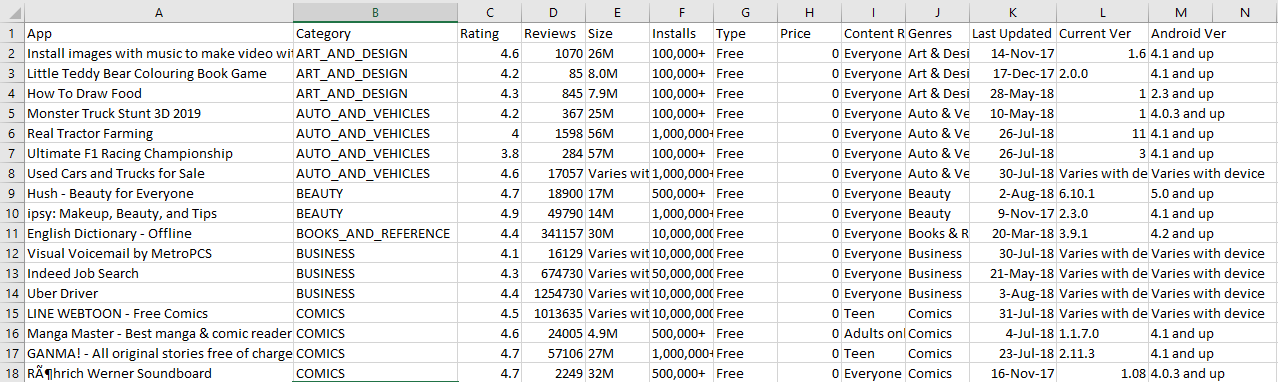 A B C D E F G H I J K L M N
1 App Category Rating Reviews Size Installs Type Price Content R Genres Last Updated Current Ver Android Ver
2 Install images with music to make video wit ART_AND_DESIGN 4.6 1070 26M 100,000+ Free 0 Everyone Art & Desi 14-Nov-17 1.6 4.1 and up
3 Little Teddy Bear Colouring Book Game ART_AND_DESIGN 4.2 85 8.0M 100,000+ Free 0 Everyone Art & Desi 17-Dec-17 2.0.0 4.1 and up
4 How To Draw Food ART_AND_DESIGN 4.3 845 7.9M 100,000+ Free 0 Everyone Art & Desi 28-May-18 1 2.3 and up
5 Monster Truck Stunt 3D 2019 AUTO_AND_VEHICLES 4.2 367 25M 100,000+ Free 0 Everyone Auto & Ve 10-May-18 1 4.0.3 and up
6 Real Tractor Farming AUTO_AND_VEHICLES 4 1598 56M 1,000,000+ Free 0 Everyone Auto & Ve 26-Jul-18 11 4.1 and up
7 Ultimate F1 Racing Championship AUTO_AND_VEHICLES 3.8 284 57M 100,000+ Free 0 Everyone Auto & Ve 26-Jul-18 3 4.1 and up
8 Used Cars and Trucks for Sale AUTO_AND_VEHICLES 4.6 17057 Varies wit 1,000,000+ Free 0 Everyone Auto & Ve 30-Jul-18 Varies with de Varies with device
9 Hush - Beauty for Everyone BEAUTY 4.7 18900 17M 500,000+ Free 0 Everyone Beauty 2-Aug-18 6.10.1 5.0 and up
10 ipsy: Makeup, Beauty, and Tips BEAUTY 4.9 49790 14M 1,000,000+ Free 0 Everyone Beauty 9-Nov-17 2.3.0 4.1 and up
11 English Dictionary - Offline BOOKS_AND_REFERENCE 4.4 341157 30M 10,000,000 Free 0 Everyone Books & R 20-Mar-18 3.9.1 4.2 and up
12 Visual Voicemail by MetroPCS BUSINESS 4.1 16129 Varies wit 10,000,000 Free 0 Everyone Business 30-Jul-18 Varies with de Varies with device
13 Indeed Job Search BUSINESS 4.3 674730 Varies wit 50,000,000 Free 0 Everyone Business 21-May-18 Varies with de Varies with device
14 Uber Driver BUSINESS 4.4 1254730 Varies wit 10,000,000 Free 0 Everyone Business 3-Aug-18 Varies with de Varies with device
15 LINE WEBTOON - Free Comics COMICS 4.5 1013635 Varies wit 10,000,000 Free 0 Teen Comics 31-Jul-18 Varies with de Varies with device
16 Manga Master - Best manga & comic reader COMICS 4.6 24005 4.9M 500,000+ Free 0 Adults onl Comics 4-Jul-18 1.1.7.0 4.1 and up
17 GANMA! - All original stories free of charge COMICS 4.7 57106 27M 1,000,000+ Free 0 Teen Comics 23-Jul-18 2.11.3 4.1 and up
18 RÃ¶hrich Werner Soundboard COMICS 4.7 2249 32M 500,000+ Free 0 Everyone Comics 16-Nov-17 1.08 4.0.3 and up